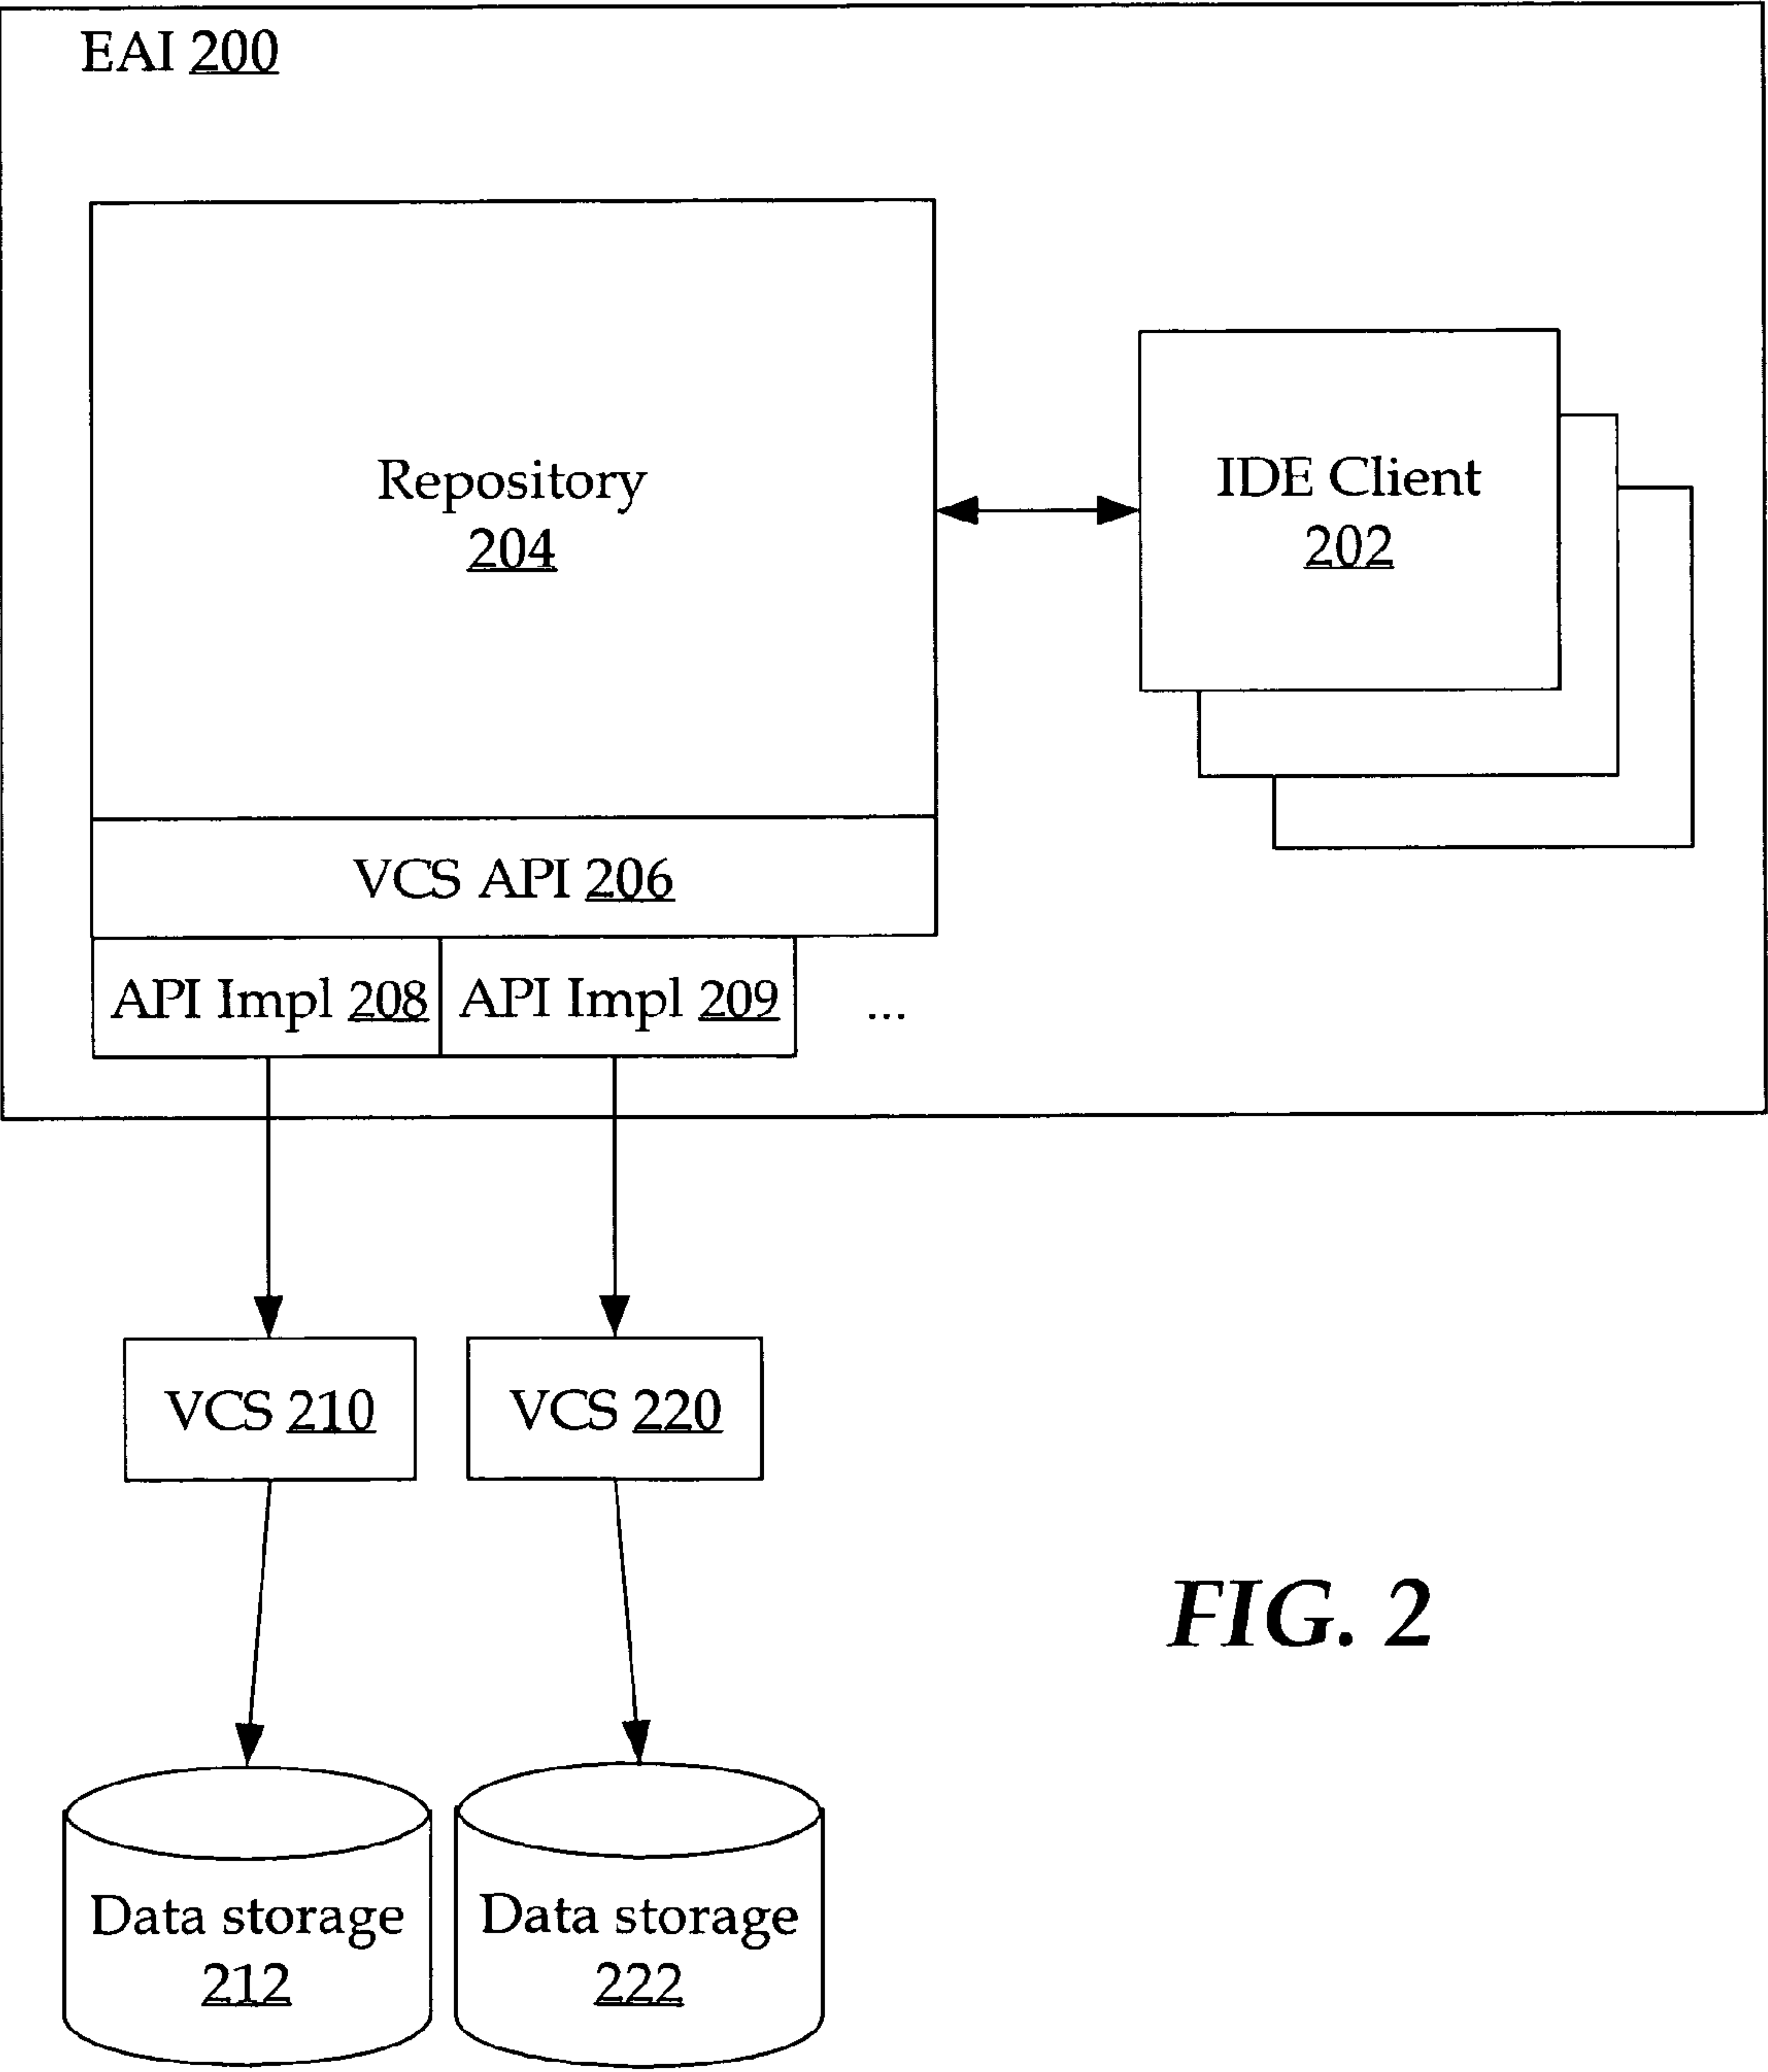 EAI 200
Repository
204
IDE Client
202
VCS API 206
API Impl 208
API Impl 209
...
VCS 210
VCS 220
FIG. 2
Data storage
212
Data storage
222